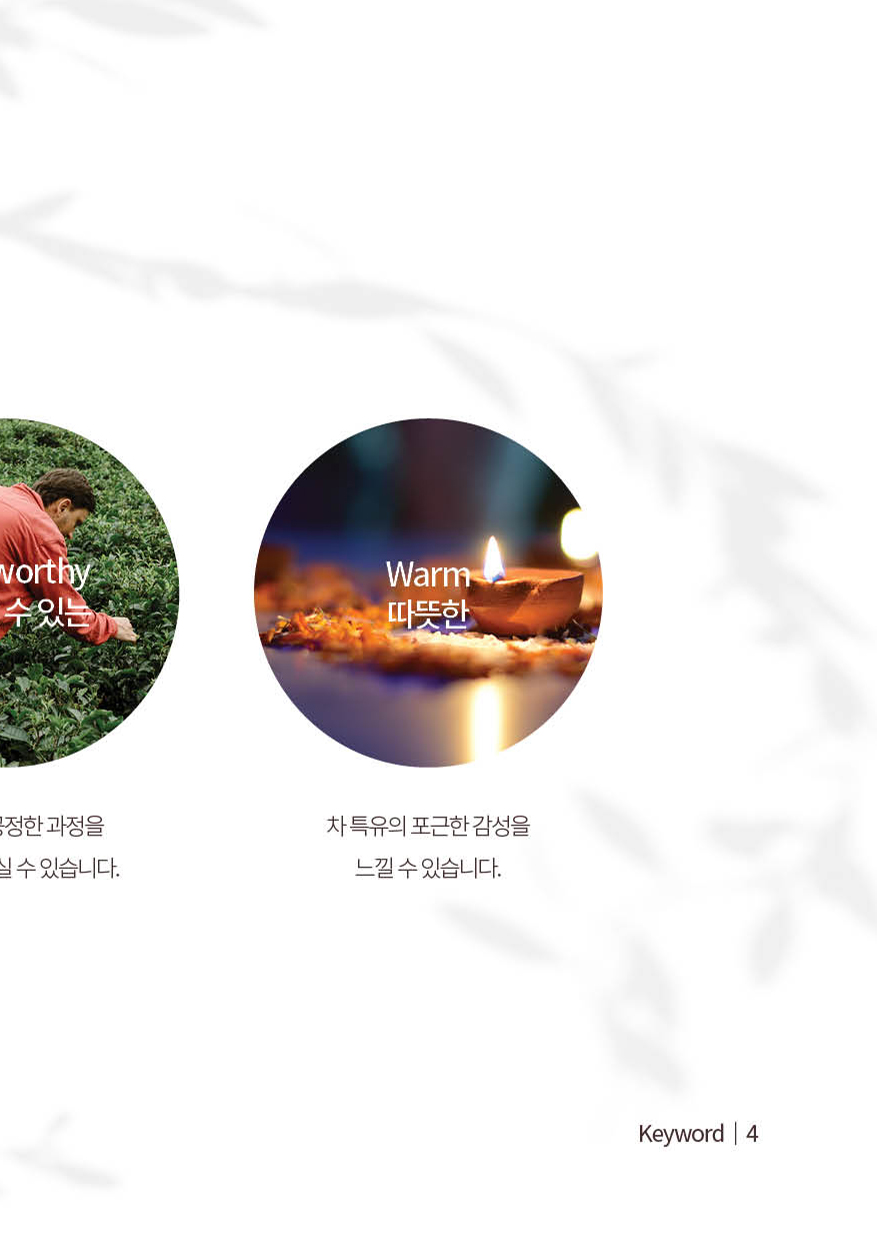 worthy
수 있는
Warm
따뜻한
공정한 과정을
실 수 있습니다.
차 특유의 포근한 감성을
느낄 수 있습니다.
Keyword | 4